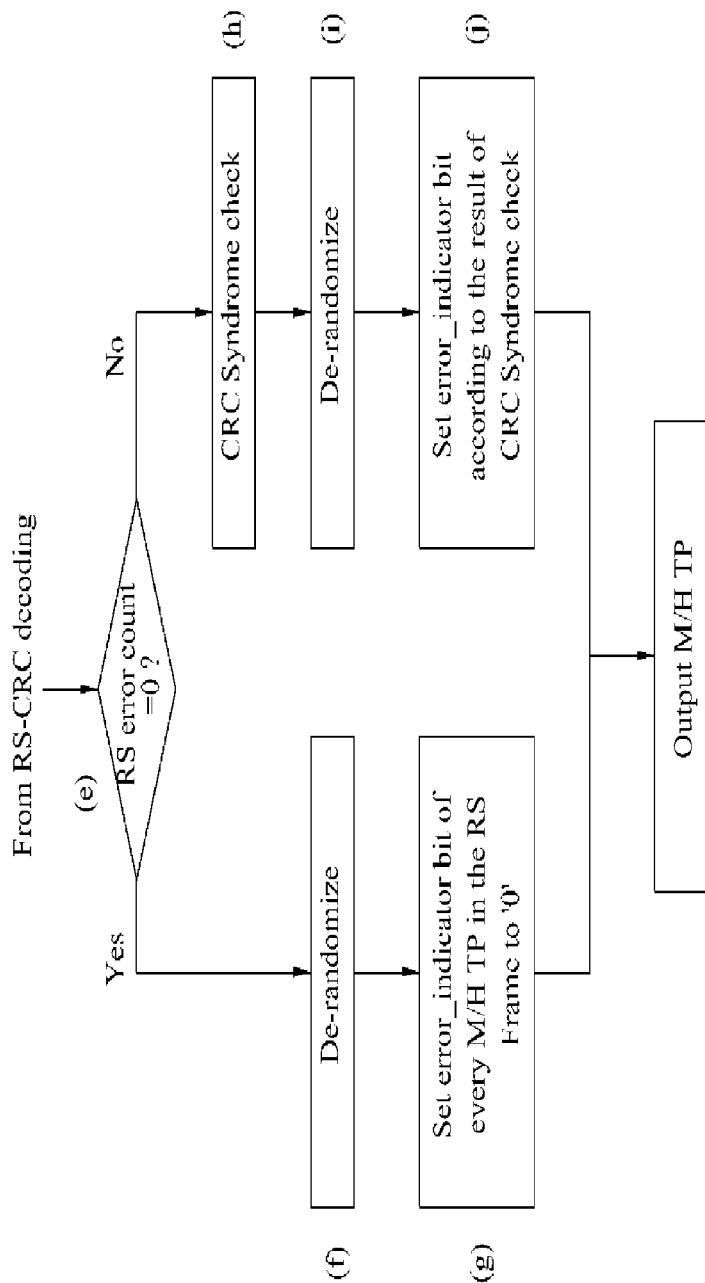 From RS-CRC decoding
(e)
RS error count
=0 ?
Yes
No
CRC Syndrome check
(h)
(f)
De-randomize
De-randomize
(i)
(g)
Set error_indicator bit of
every M/H TP in the RS
Frame to '0'
Set error_indicator bit
according to the result of
CRC Syndrome check
(j)
Output M/H TP